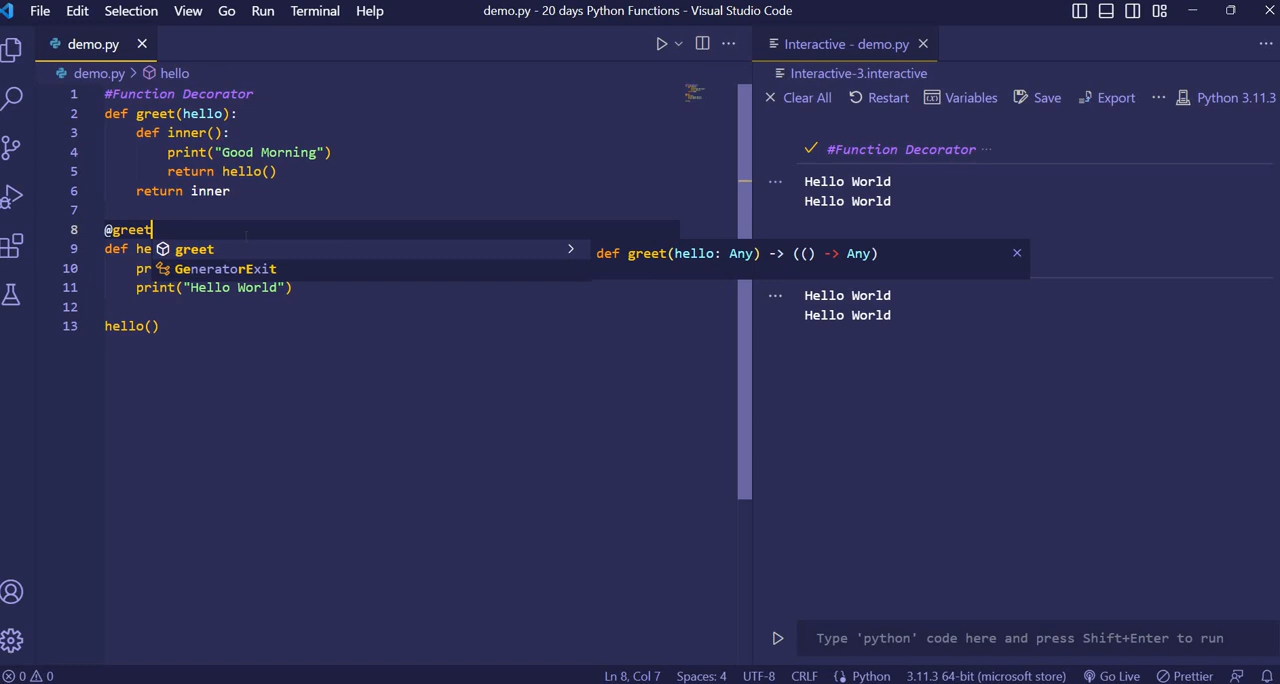 File Edit Selection View Go Run Terminal Help demo.py - 20 days Python Functions - Visual Studio Code
demo.py
Interactive - demo.py
demo.py > hello
Interactive-3.interactive
Clear All Restart Variables Save Export ··· Python 3.11.3
1 #Function Decorator
2 def greet(hello):
3 def inner():
4 print("Good Morning")
5 return hello()
6 return inner
7
8 @greet
9 def he
greet
10 pr
GeneratorExit
11 print("Hello World")
12
13 hello()
def greet(hello: Any) -> (() -> Any)
#Function Decorator ···
Hello World
Hello World
Hello World
Hello World
Type 'python' code here and press Shift+Enter to run
0 0 Ln 8, Col 7 Spaces: 4 UTF-8 CRLF Python 3.11.3 64-bit (microsoft store) Go Live Prettier